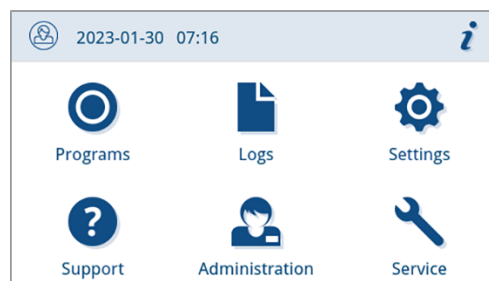 2023-01-30 07:16
Programs Logs Settings
Support Administration Service